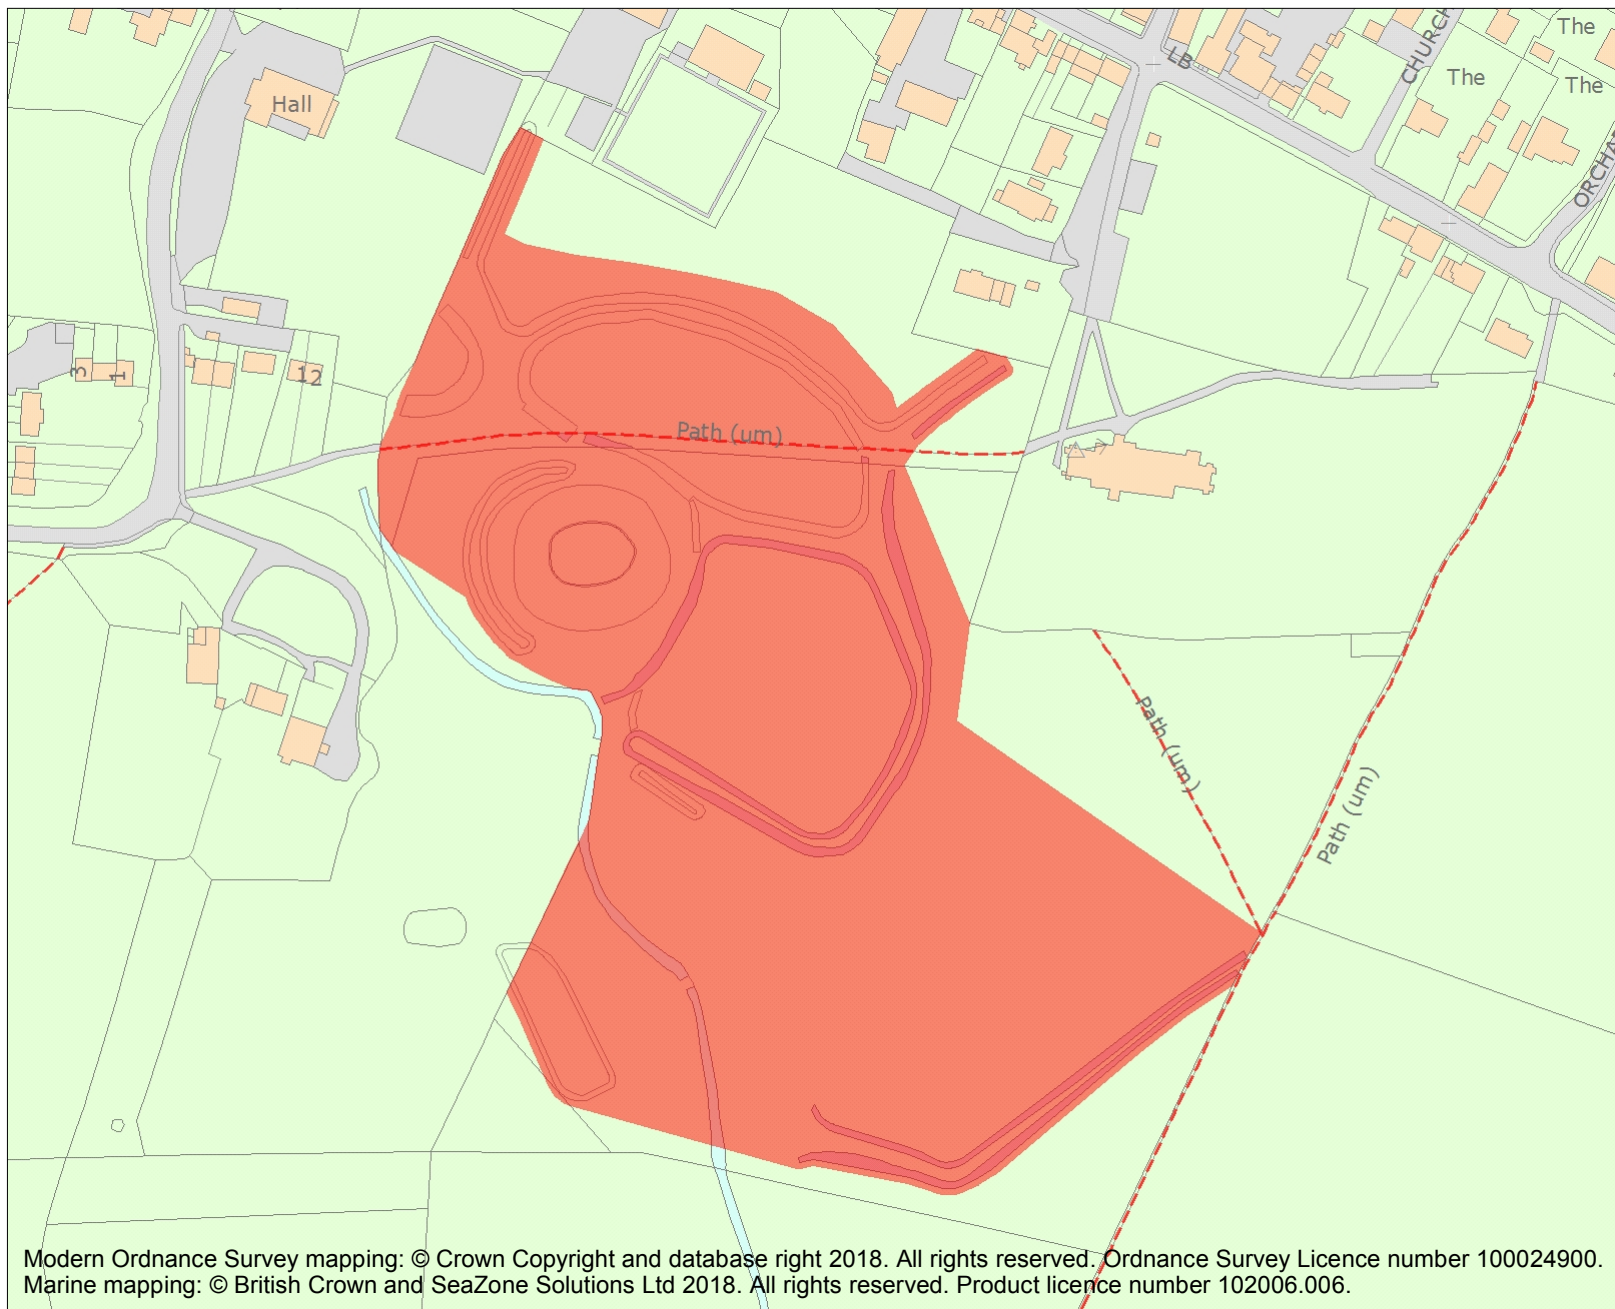 The
LB
CHURCH
The
The
Hall
ORCHA
3
1
12
Path (um)
Path (um)
Path (um)
Modern Ordnance Survey mapping: © Crown Copyright and database right 2018. All rights reserved. Ordnance Survey Licence number 100024900.
Marine mapping: © British Crown and SeaZone Solutions Ltd 2018. All rights reserved. Product licence number 102006.006.